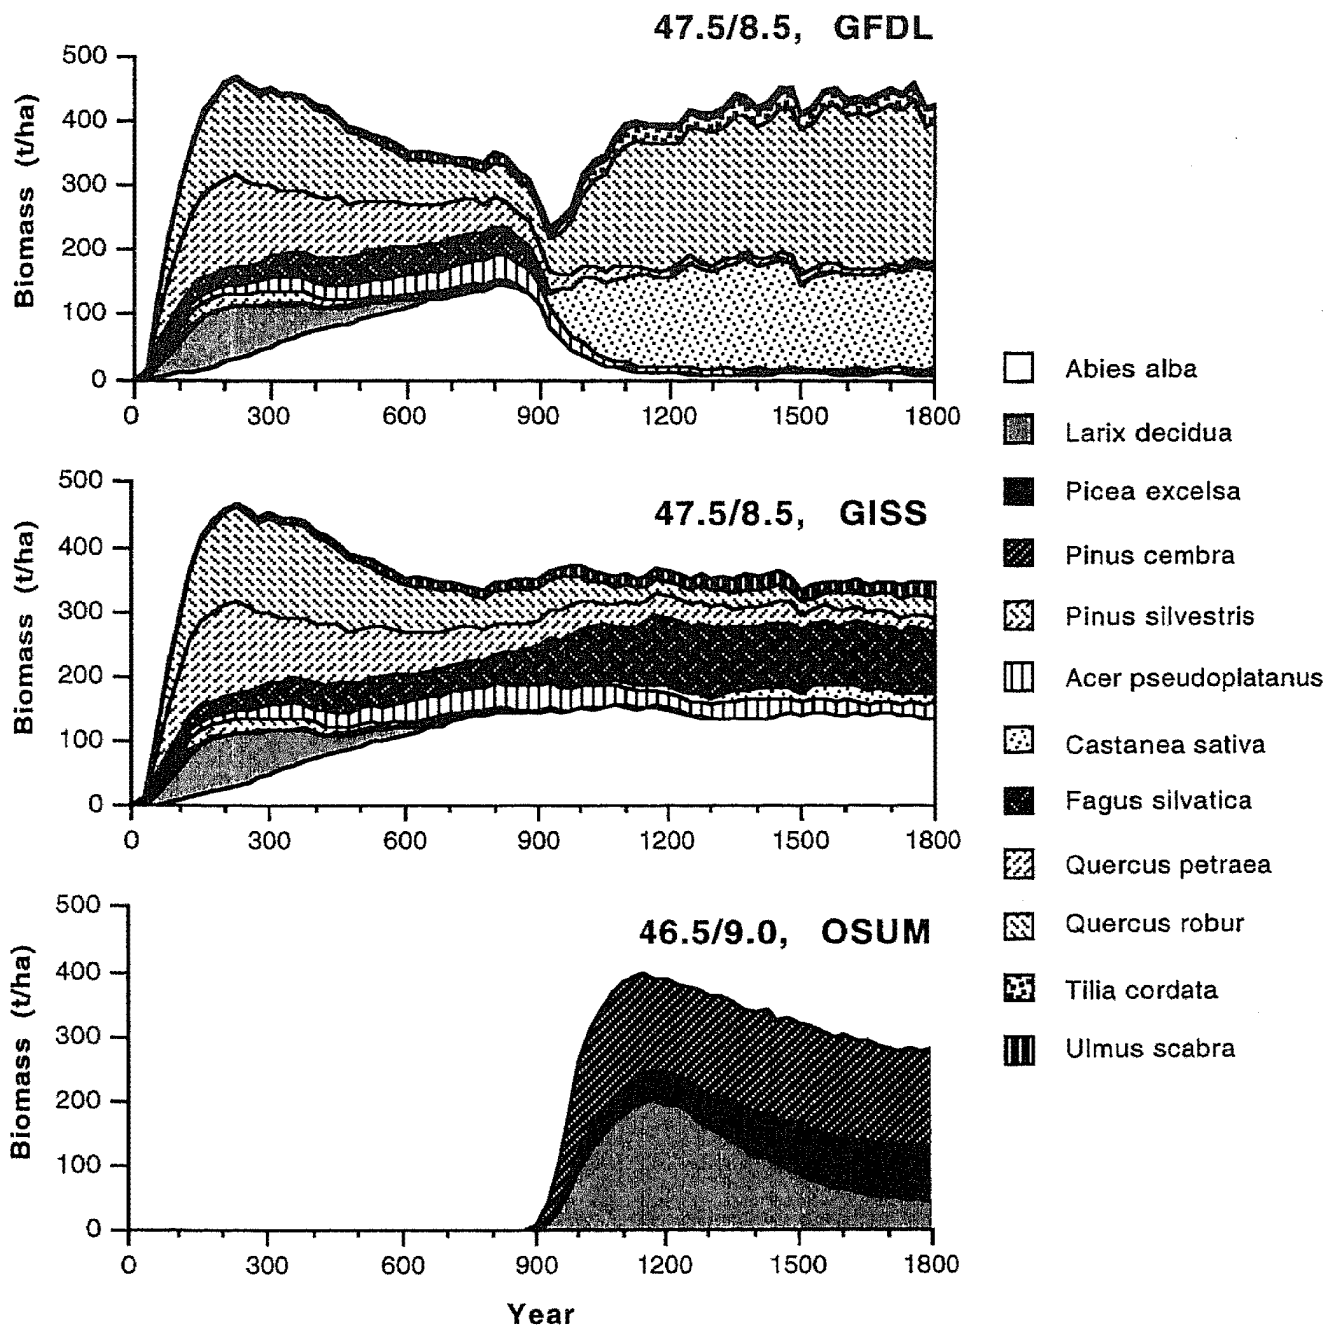 47.5/8.5, GFDL
Biomass (t/ha)
500
400
300
200
100
0
0 300 600 900 1200 1500 1800
47.5/8.5, GISS
Biomass (t/ha)
500
400
300
200
100
0
0 300 600 900 1200 1500 1800
46.5/9.0, OSUM
Biomass (t/ha)
500
400
300
200
100
0
0 300 600 900 1200 1500 1800
Year
Abies alba
Larix decidua
Picea excelsa
Pinus cembra
Pinus silvestris
Acer pseudoplatanus
Castanea sativa
Fagus silvatica
Quercus petraea
Quercus robur
Tilia cordata
Ulmus scabra